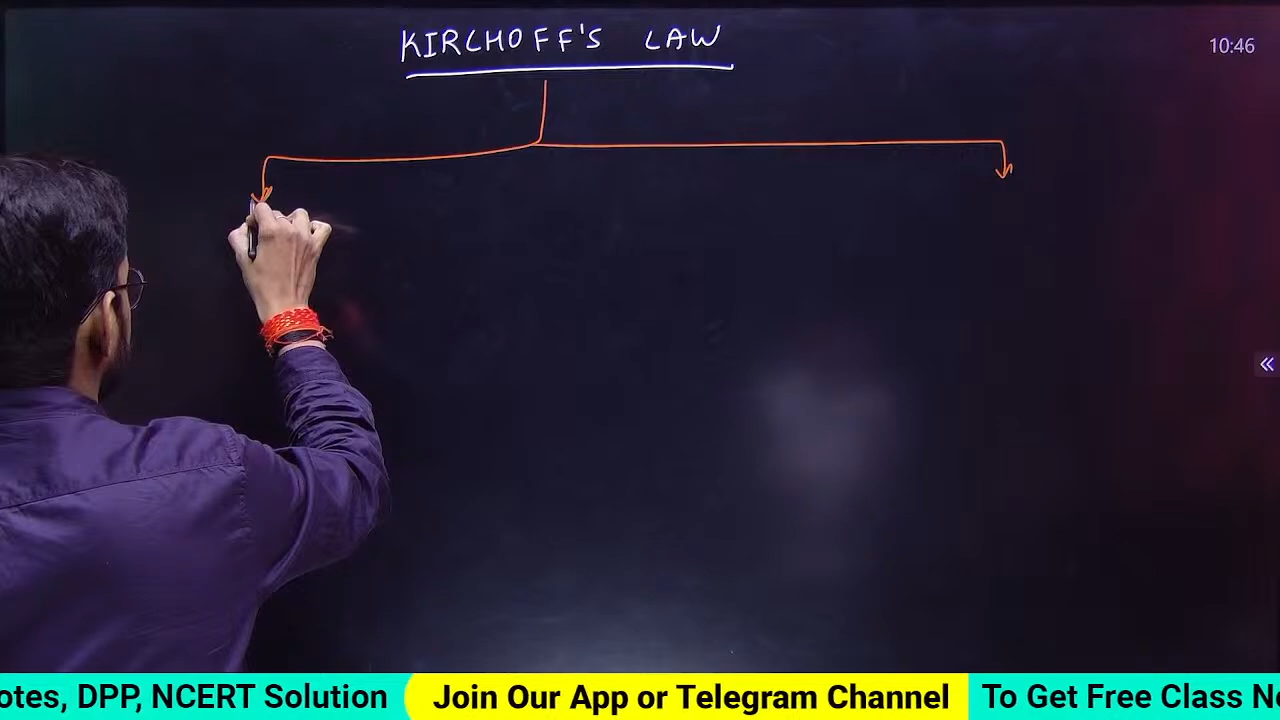 KIRCHOFF'S LAW
10:46
otes, DPP, NCERT Solution
Join Our App or Telegram Channel
To Get Free Class No